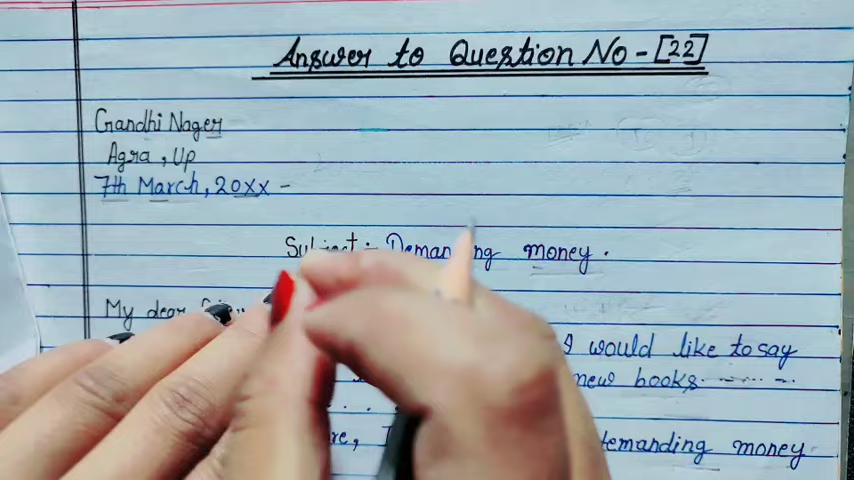 Answer to Question No - [22]
Gandhi Nager
Agra , Up
7th March, 20xx -
Subject :- Demanding money .
My dear
I would like to say
new books
demanding money